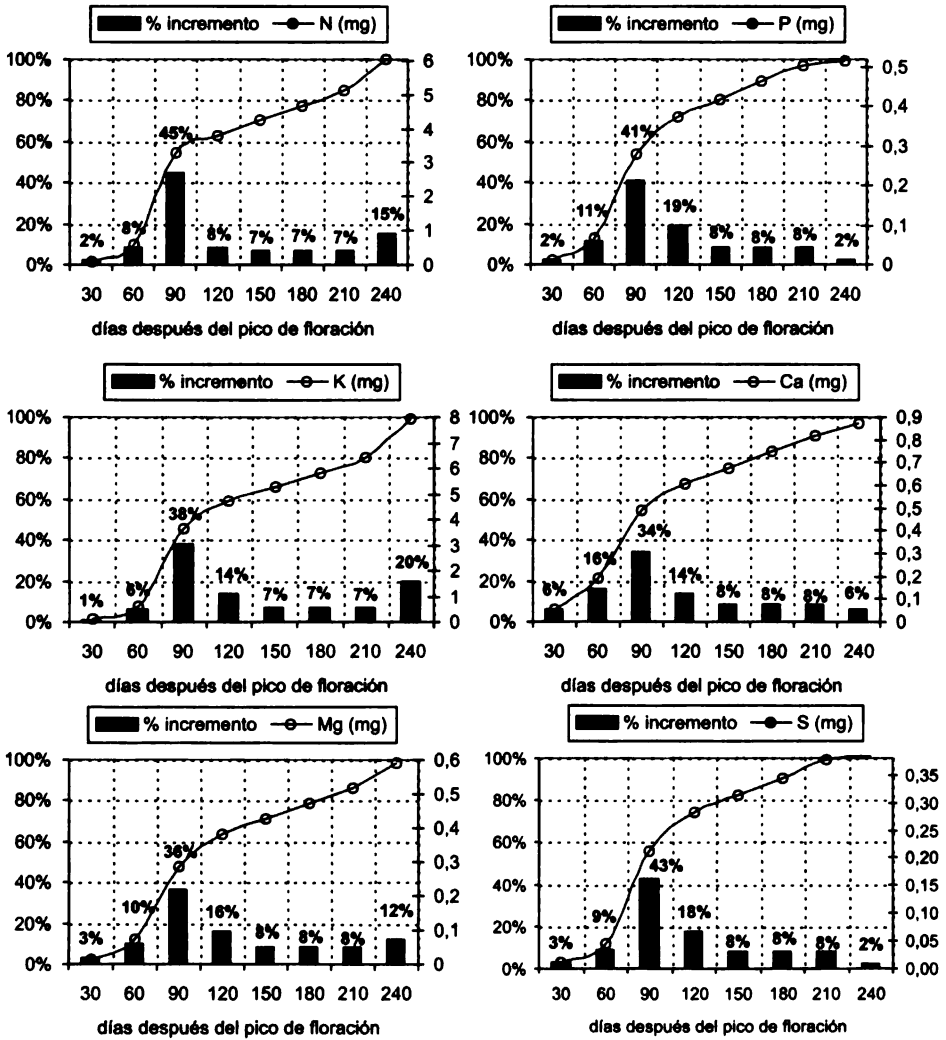 % incremento N (mg)
100% 80% 60% 40% 20% 0%
2% 8% 45% 8% 7% 7% 7% 15%
6 5 4 3 2 1 0
30 60 90 120 150 180 210 240
días después del pico de floración
% incremento P (mg)
100% 80% 60% 40% 20% 0%
2% 11% 41% 19% 8% 8% 8% 2%
0,5 0,4 0,3 0,2 0,1 0
30 60 90 120 150 180 210 240
días después del pico de floración
% incremento K (mg)
100% 80% 60% 40% 20% 0%
1% 6% 38% 14% 7% 7% 7% 20%
8 7 6 5 4 3 2 1 0
30 60 90 120 150 180 210 240
días después del pico de floración
% incremento Ca (mg)
100% 80% 60% 40% 20% 0%
6% 16% 34% 14% 8% 8% 8% 6%
0,9 0,8 0,7 0,6 0,5 0,4 0,3 0,2 0,1 0
30 60 90 120 150 180 210 240
días después del pico de floración
% incremento Mg (mg)
100% 80% 60% 40% 20% 0%
3% 10% 36% 16% 8% 8% 8% 12%
0,6 0,5 0,4 0,3 0,2 0,1 0
30 60 90 120 150 180 210 240
días después del pico de floración
% incremento S (mg)
100% 80% 60% 40% 20% 0%
3% 9% 43% 18% 8% 8% 8% 2%
0,35 0,30 0,25 0,20 0,15 0,10 0,05 0,00
30 60 90 120 150 180 210 240
días después del pico de floración